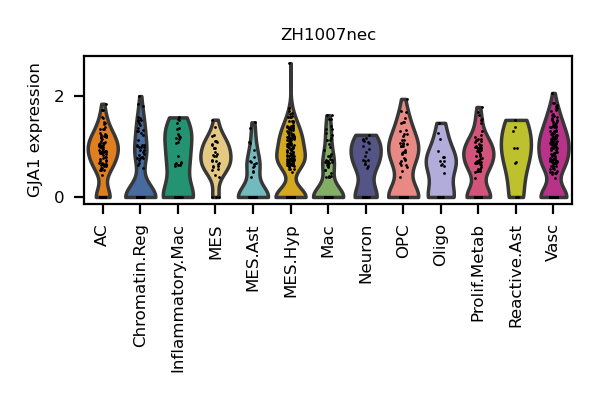 ZH1007nec
GJA1 expression
2
0
AC
Chromatin.Reg
Inflammatory.Mac
MES
MES.Ast
MES.Hyp
Mac
Neuron
OPC
Oligo
Prolif.Metab
Reactive.Ast
Vasc